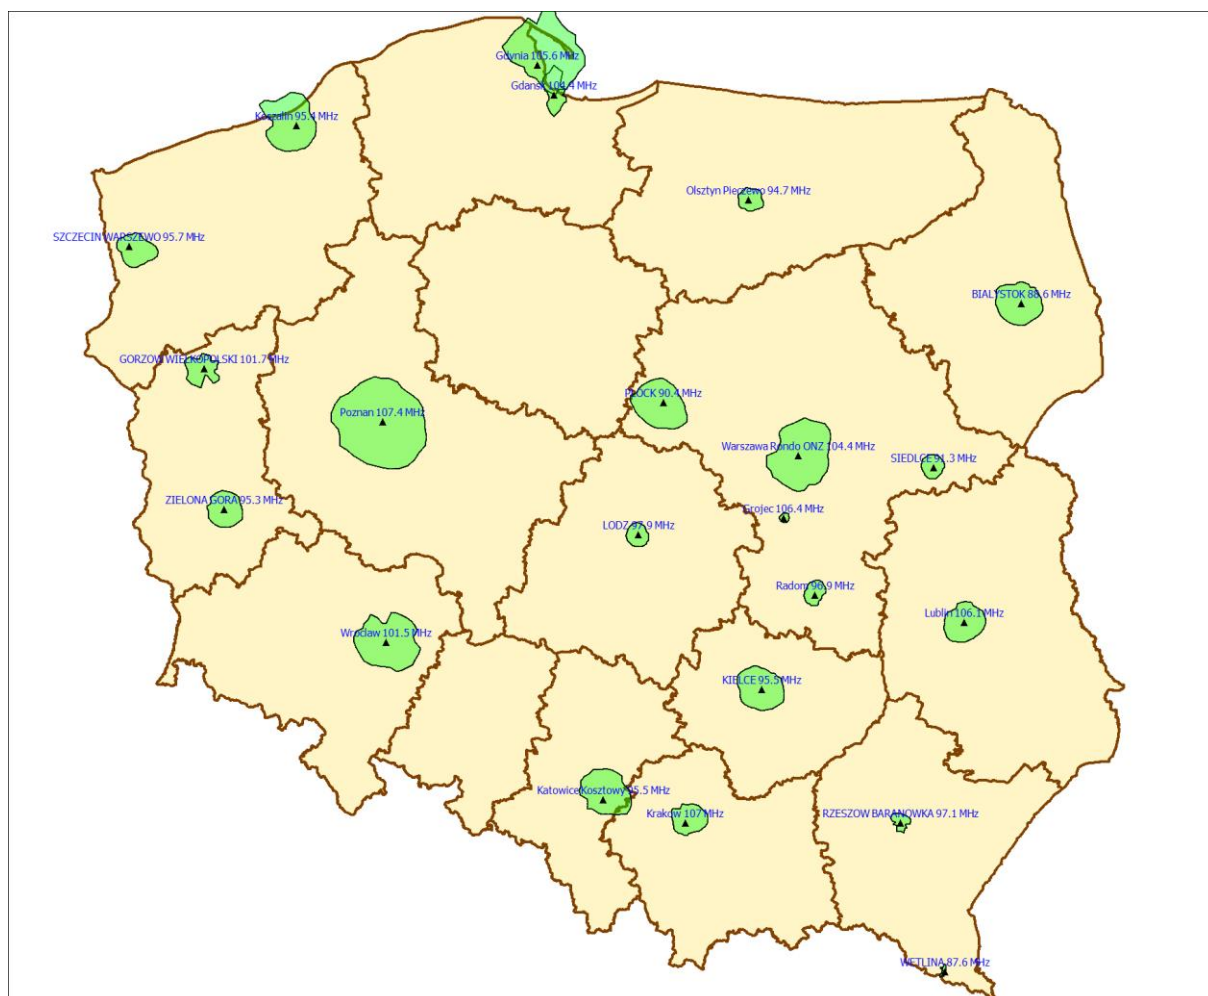 Gdynia 105.6 MHz
Gdansk 104.4 MHz
Koszalin 95.4 MHz
Olsztyn Pieczewo 94.7 MHz
SZCZECIN WARSZEWO 95.7 MHz
BIALYSTOK 88.6 MHz
GORZOW WIELKOPOLSKI 101.7 MHz
PŁOCK 90.4 MHz
Poznan 107.4 MHz
Warszawa Rondo ONZ 104.4 MHz
SIEDLCE 91.3 MHz
ZIELONA GORA 95.3 MHz
Grojec 106.4 MHz
LODZ 97.9 MHz
Radom 96.9 MHz
Lublin 106.1 MHz
Wroclaw 101.5 MHz
KIELCE 95.5 MHz
Katowice Kosztowy 95.5 MHz
Krakow 107 MHz
RZESZOW BARANOWKA 97.1 MHz
WETLINA 87.6 MHz